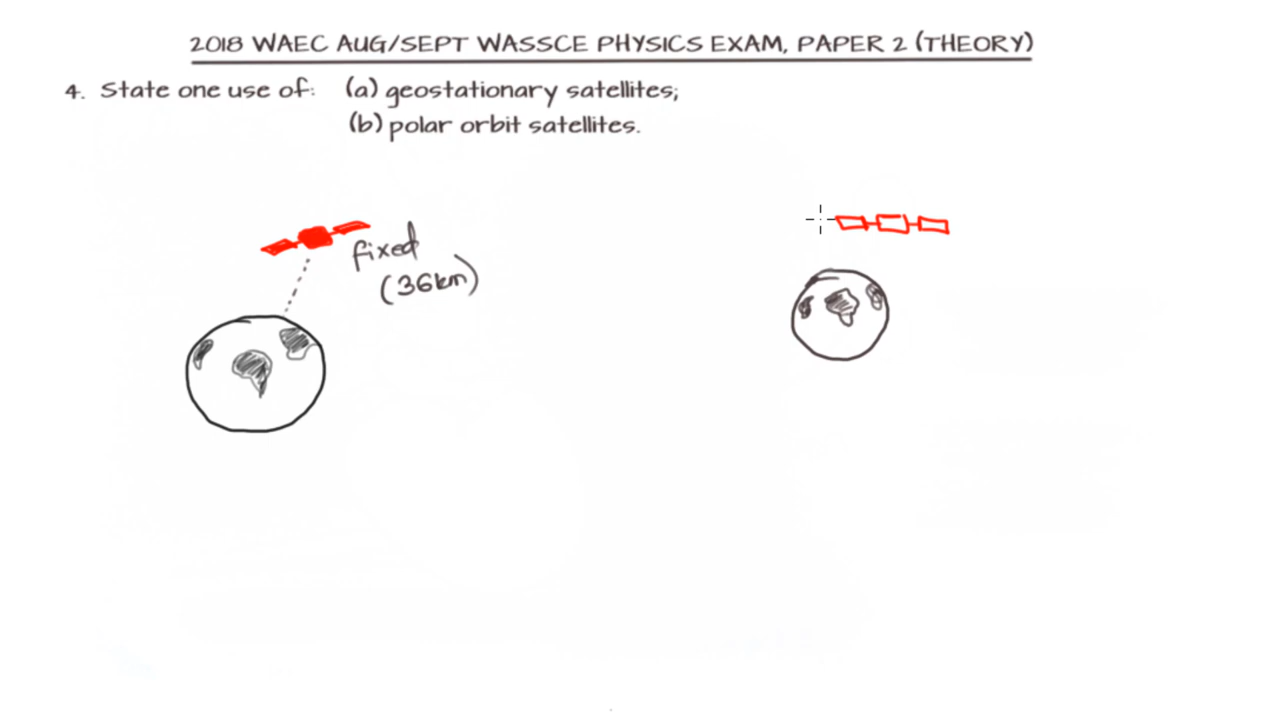 2018 WAEC AUG/SEPT WASSCE PHYSICS EXAM, PAPER 2 (THEORY)
4. State one use of: (a) geostationary satellites;
(b) polar orbit satellites.
fixed
(36km)